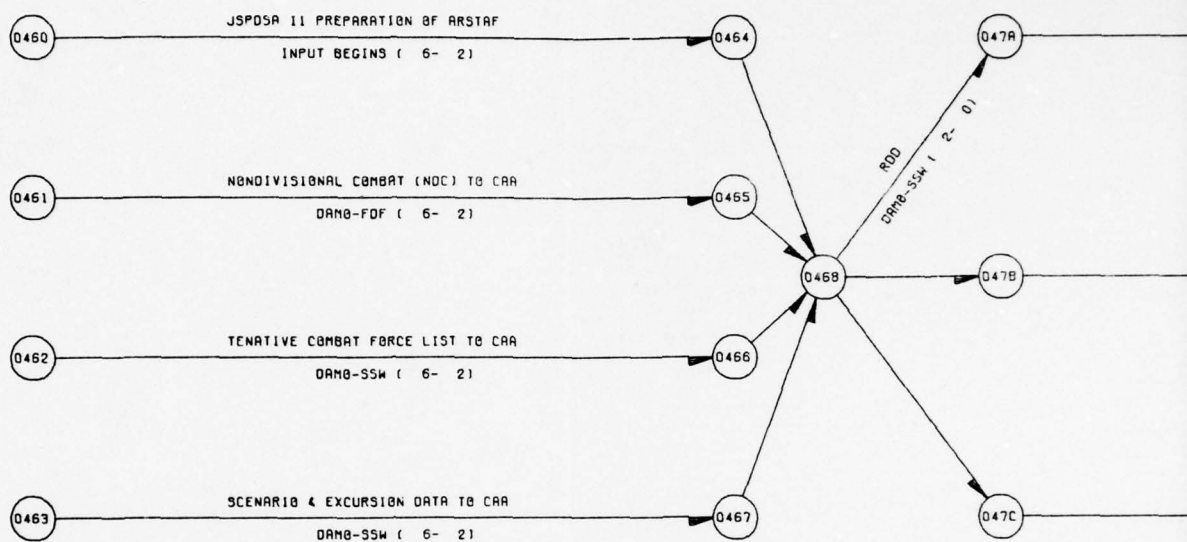 0460
JSPDSA II PREPARATION OF ARSTAF
INPUT BEGINS ( 6- 2)
0464
047A
RDD
DAMO-SSW ( 2- 0)
0461
NONDIVISIONAL COMBAT (NDC) TO CAA
DAMO-FDF ( 6- 2)
0465
0468
047B
0462
TENATIVE COMBAT FORCE LIST TO CAA
DAMO-SSW ( 6- 2)
0466
0463
SCENARIO & EXCURSION DATA TO CAA
DAMO-SSW ( 6- 2)
0467
047C